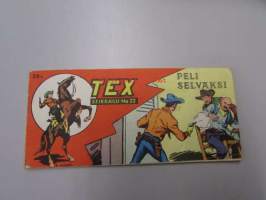 TEX
SEIKKAILU No 22
PELI
SELVÄKSI